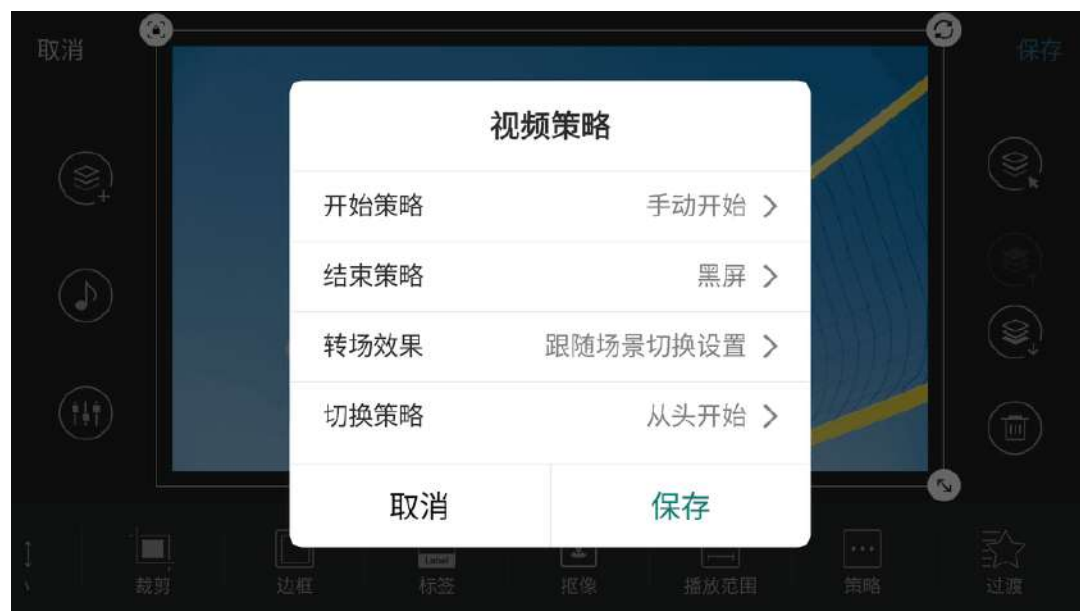 取消
保存
视频策略
开始策略 手动开始
结束策略 黑屏
转场效果 跟随场景切换设置
切换策略 从头开始
取消 保存
Label
裁剪 边框 标签 抠像 播放范围 策略 过渡